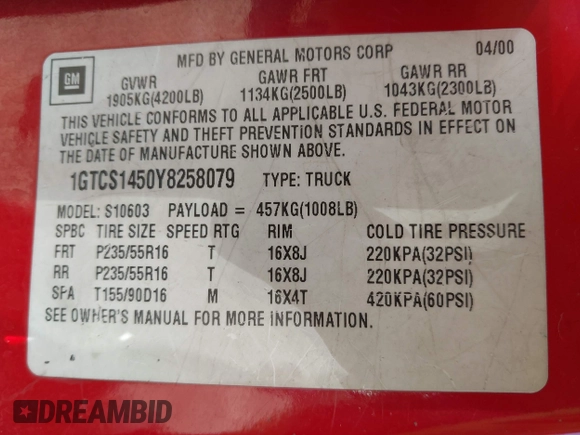 MFD BY GENERAL MOTORS CORP 04/00
GM
GVWR GAWR FRT GAWR RR
1905KG(4200LB) 1134KG(2500LB) 1043KG(2300LB)
THIS VEHICLE CONFORMS TO ALL APPLICABLE U.S. FEDERAL MOTOR
VEHICLE SAFETY AND THEFT PREVENTION STANDARDS IN EFFECT ON
THE DATE OF MANUFACTURE SHOWN ABOVE.
1GTCS1450Y8258079 TYPE: TRUCK
MODEL: S10603 PAYLOAD = 457KG(1008LB)
SPBC TIRE SIZE SPEED RTG RIM COLD TIRE PRESSURE
FRT P235/55R16 T 16X8J 220KPA(32PSI)
RR P235/55R16 T 16X8J 220KPA(32PSI)
SPA T155/90D16 M 16X4T 420KPA(60PSI)
SEE OWNER'S MANUAL FOR MORE INFORMATION.
DREAMBID